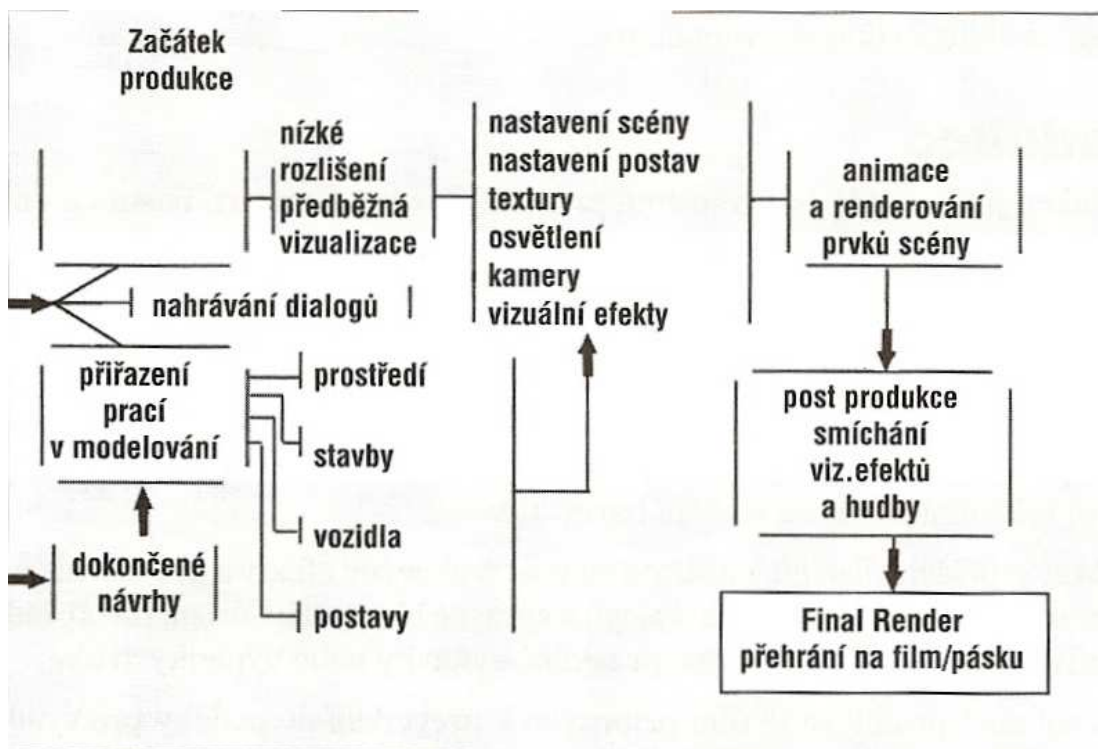 Začátek
produkce
nízké
rozlišení
předběžná
vizualizace
nastavení scény
nastavení postav
textury
osvětlení
kamery
vizuální efekty
animace
a renderování
prvků scény
nahrávání dialogů
přiřazení
prací
v modelování
prostředí
stavby
vozidla
postavy
dokončené
návrhy
post produkce
smíchání
viz.efektů
a hudby
Final Render
přehrání na film/pásku